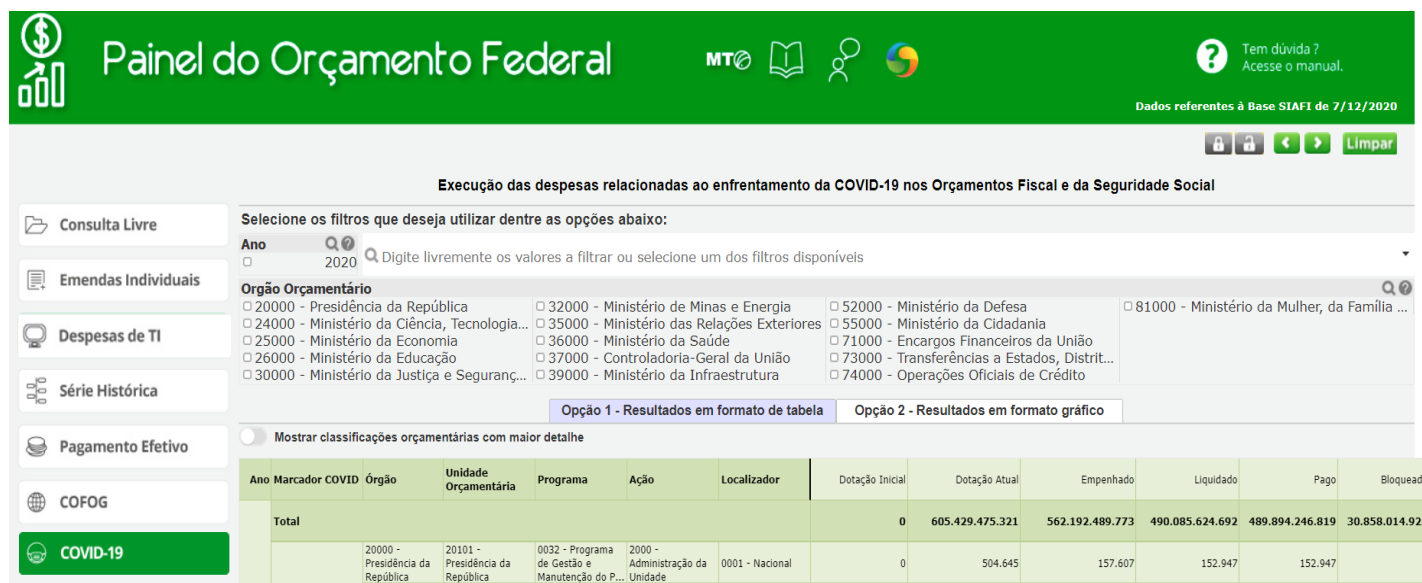 Painel do Orçamento Federal
MTO
?
Tem dúvida ?
Acesse o manual.
Dados referentes à Base SIAFI de 7/12/2020
Limpar
Execução das despesas relacionadas ao enfrentamento da COVID-19 nos Orçamentos Fiscal e da Seguridade Social
Consulta Livre
Emendas Individuais
Despesas de TI
Série Histórica
Pagamento Efetivo
COFOG
COVID-19
Selecione os filtros que deseja utilizar dentre as opções abaixo:
Ano
2020
Digite livremente os valores a filtrar ou selecione um dos filtros disponíveis
Orgão Orçamentário
20000 - Presidência da República
24000 - Ministério da Ciência, Tecnologia...
25000 - Ministério da Economia
26000 - Ministério da Educação
30000 - Ministério da Justiça e Seguranç...
32000 - Ministério de Minas e Energia
35000 - Ministério das Relações Exteriores
36000 - Ministério da Saúde
37000 - Controladoria-Geral da União
39000 - Ministério da Infraestrutura
52000 - Ministério da Defesa
55000 - Ministério da Cidadania
71000 - Encargos Financeiros da União
73000 - Transferências a Estados, Distrit...
74000 - Operações Oficiais de Crédito
81000 - Ministério da Mulher, da Família ...
Opção 1 - Resultados em formato de tabela
Opção 2 - Resultados em formato gráfico
Mostrar classificações orçamentárias com maior detalhe
Ano Marcador COVID Órgão Unidade Orçamentária Programa Ação Localizador Dotação Inicial Dotação Atual Empenhado Liquidado Pago Bloquead
Total 0 605.429.475.321 562.192.489.773 490.085.624.692 489.894.246.819 30.858.014.92
20000 - Presidência da República 20101 - Presidência da República 0032 - Programa de Gestão e Manutenção do P... 2000 - Administração da Unidade 0001 - Nacional 0 504.645 157.607 152.947 152.947